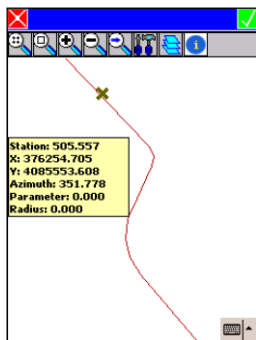 Station: 505.557
X: 376254.705
Y: 4085553.608
Azimuth: 351.778
Parameter: 0.000
Radius: 0.000